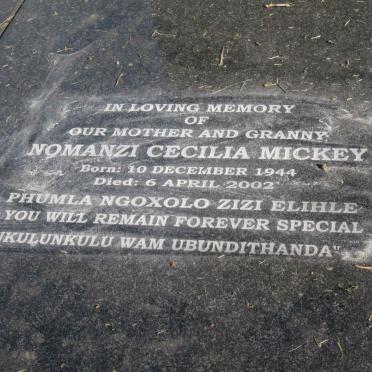 IN LOVING MEMORY
OF
OUR MOTHER AND GRANNY
NOMANZI CECILIA MICKEY
Born: 10 DECEMBER 1944
Died: 6 APRIL 2002
PHUMLA NGOXOLO ZIZI ELIHLE
YOU WILL REMAIN FOREVER SPECIAL
WAM UBUNDITHANDA"